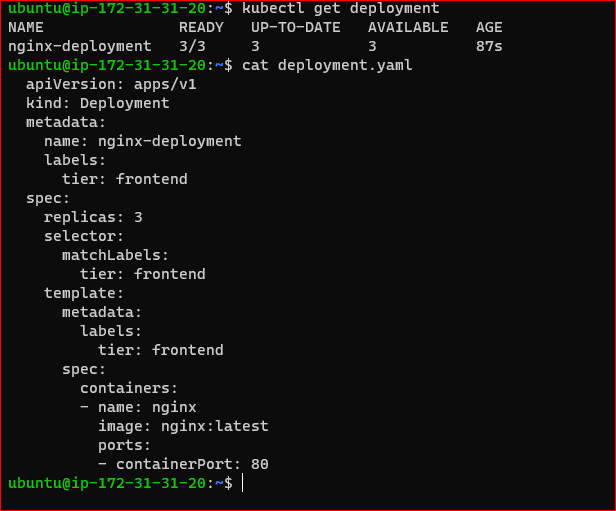 ubuntu@ip-172-31-31-20:~$ kubectl get deployment
NAME               READY   UP-TO-DATE   AVAILABLE   AGE
nginx-deployment   3/3     3            3           87s
ubuntu@ip-172-31-31-20:~$ cat deployment.yaml
  apiVersion: apps/v1
  kind: Deployment
  metadata:
    name: nginx-deployment
    labels:
      tier: frontend
  spec:
    replicas: 3
    selector:
      matchLabels:
        tier: frontend
    template:
      metadata:
        labels:
          tier: frontend
      spec:
        containers:
        - name: nginx
          image: nginx:latest
          ports:
          - containerPort: 80
ubuntu@ip-172-31-31-20:~$